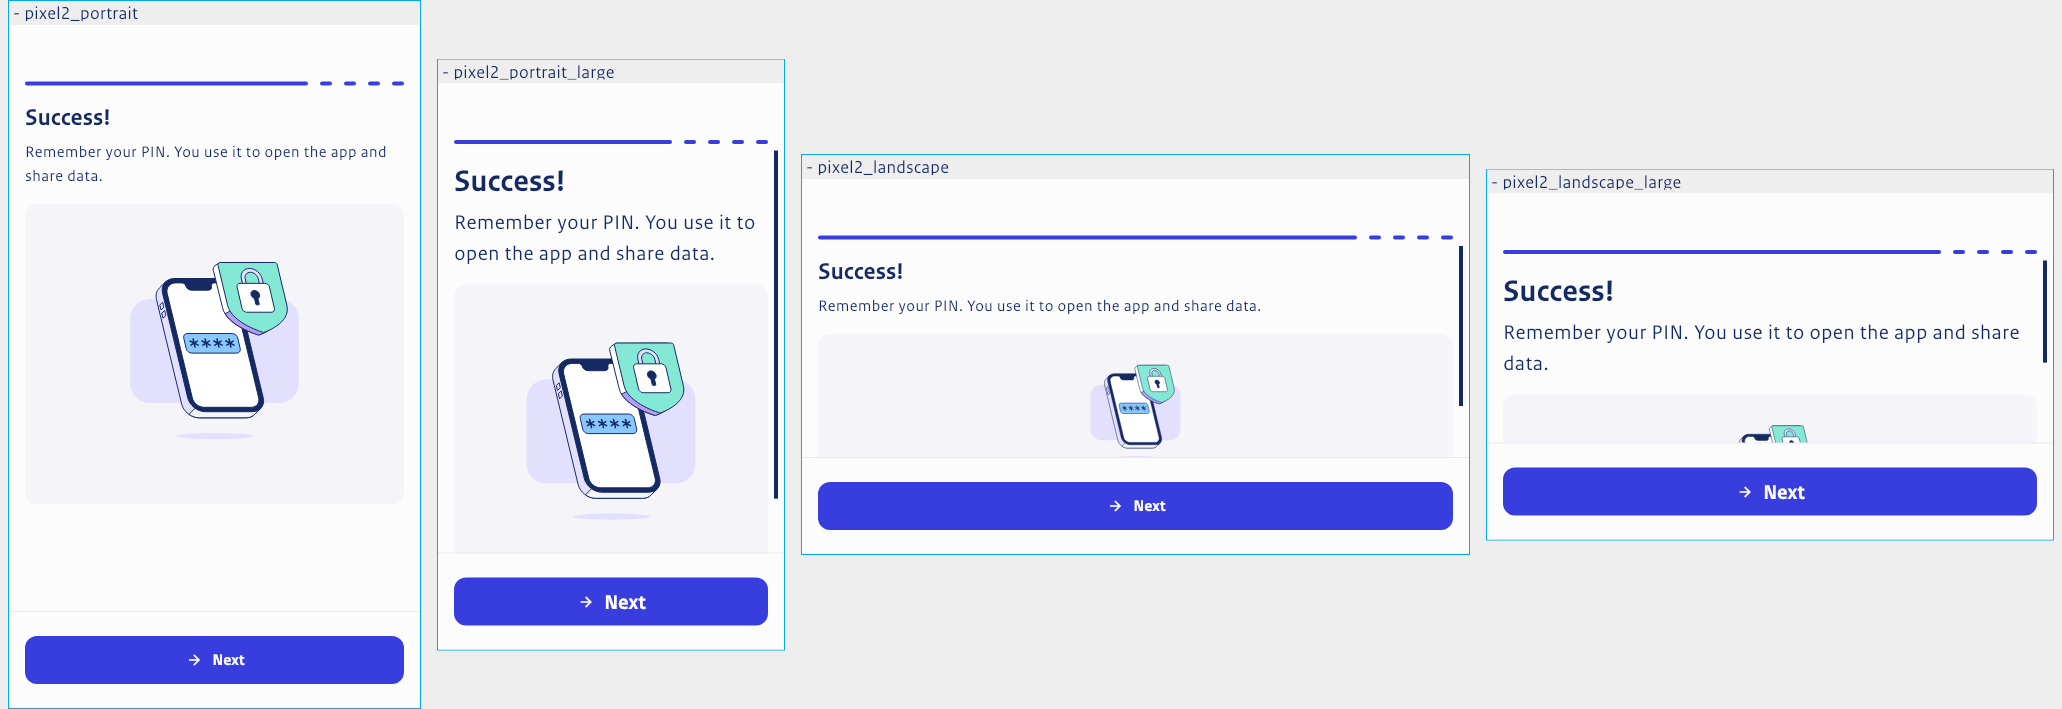 - pixel2_portrait
Success!
Remember your PIN. You use it to open the app and
share data.
****
Next
- pixel2_portrait_large
Success!
Remember your PIN. You use it to
open the app and share data.
****
Next
- pixel2_landscape
Success!
Remember your PIN. You use it to open the app and share data.
****
Next
- pixel2_landscape_large
Success!
Remember your PIN. You use it to open the app and share
data.
Next